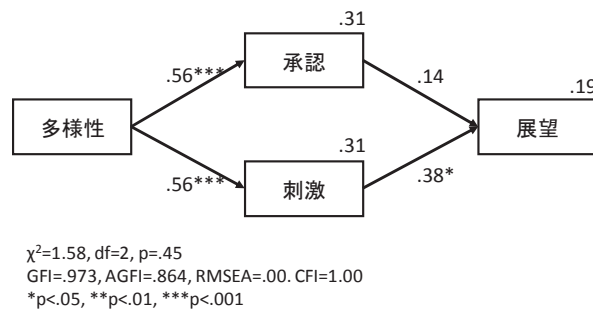 .31
承認
.56***
.14
.19
多様性
展望
.31
.56***
刺激
.38*
χ²=1.58, df=2, p=.45
GFI=.973, AGFI=.864, RMSEA=.00. CFI=1.00
*p<.05, **p<.01, ***p<.001